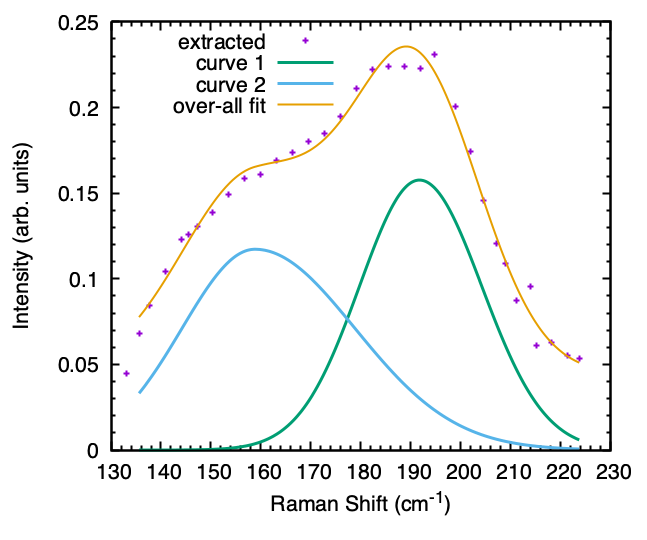 0.25
extracted
curve 1
curve 2
over-all fit
0.2
0.15
0.1
0.05
0
130 140 150 160 170 180 190 200 210 220 230
Raman Shift (cm⁻¹)
Intensity (arb. units)